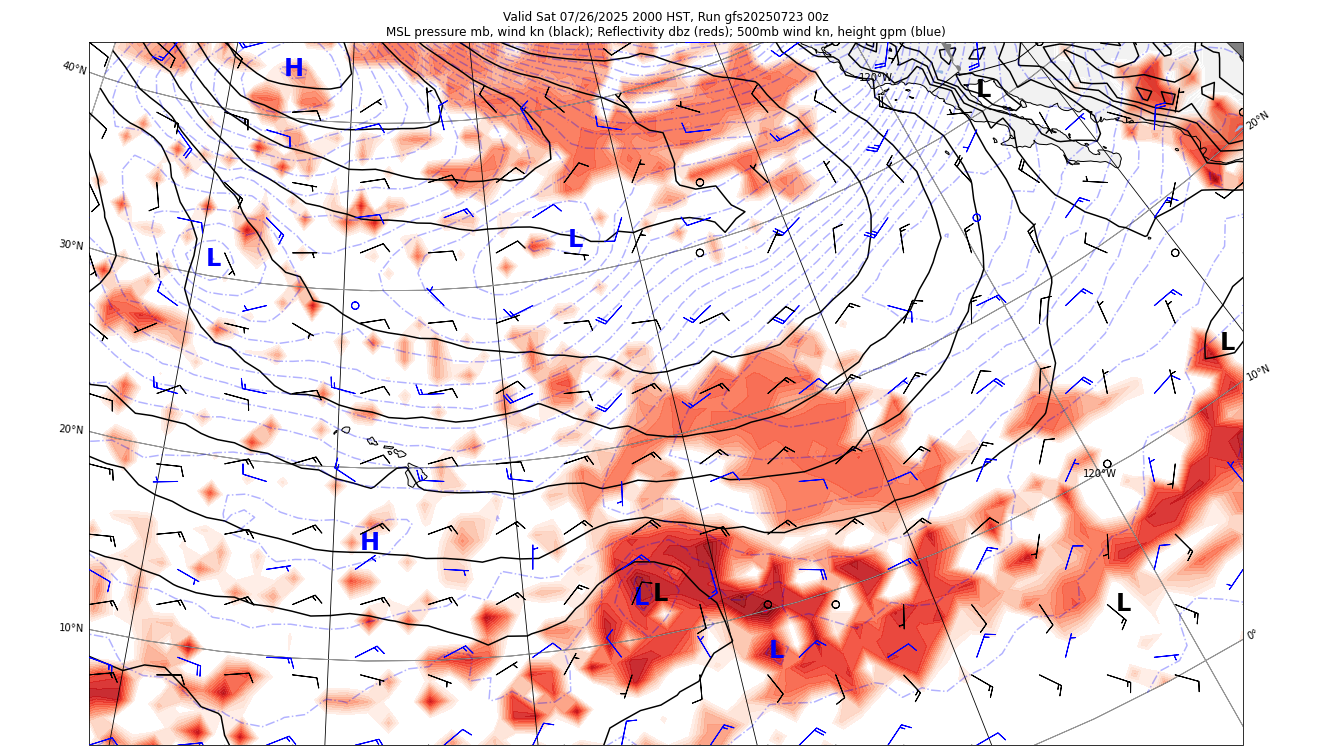 Valid Sat 07/26/2025 2000 HST, Run gfs20250723 00z
MSL pressure mb, wind kn (black); Reflectivity dbz (reds); 500mb wind kn, height gpm (blue)
40°N
H
120°W
L
20°N
30°N
L
L
L
10°N
20°N
120°W
H
L
L
L
10°N
L
0°